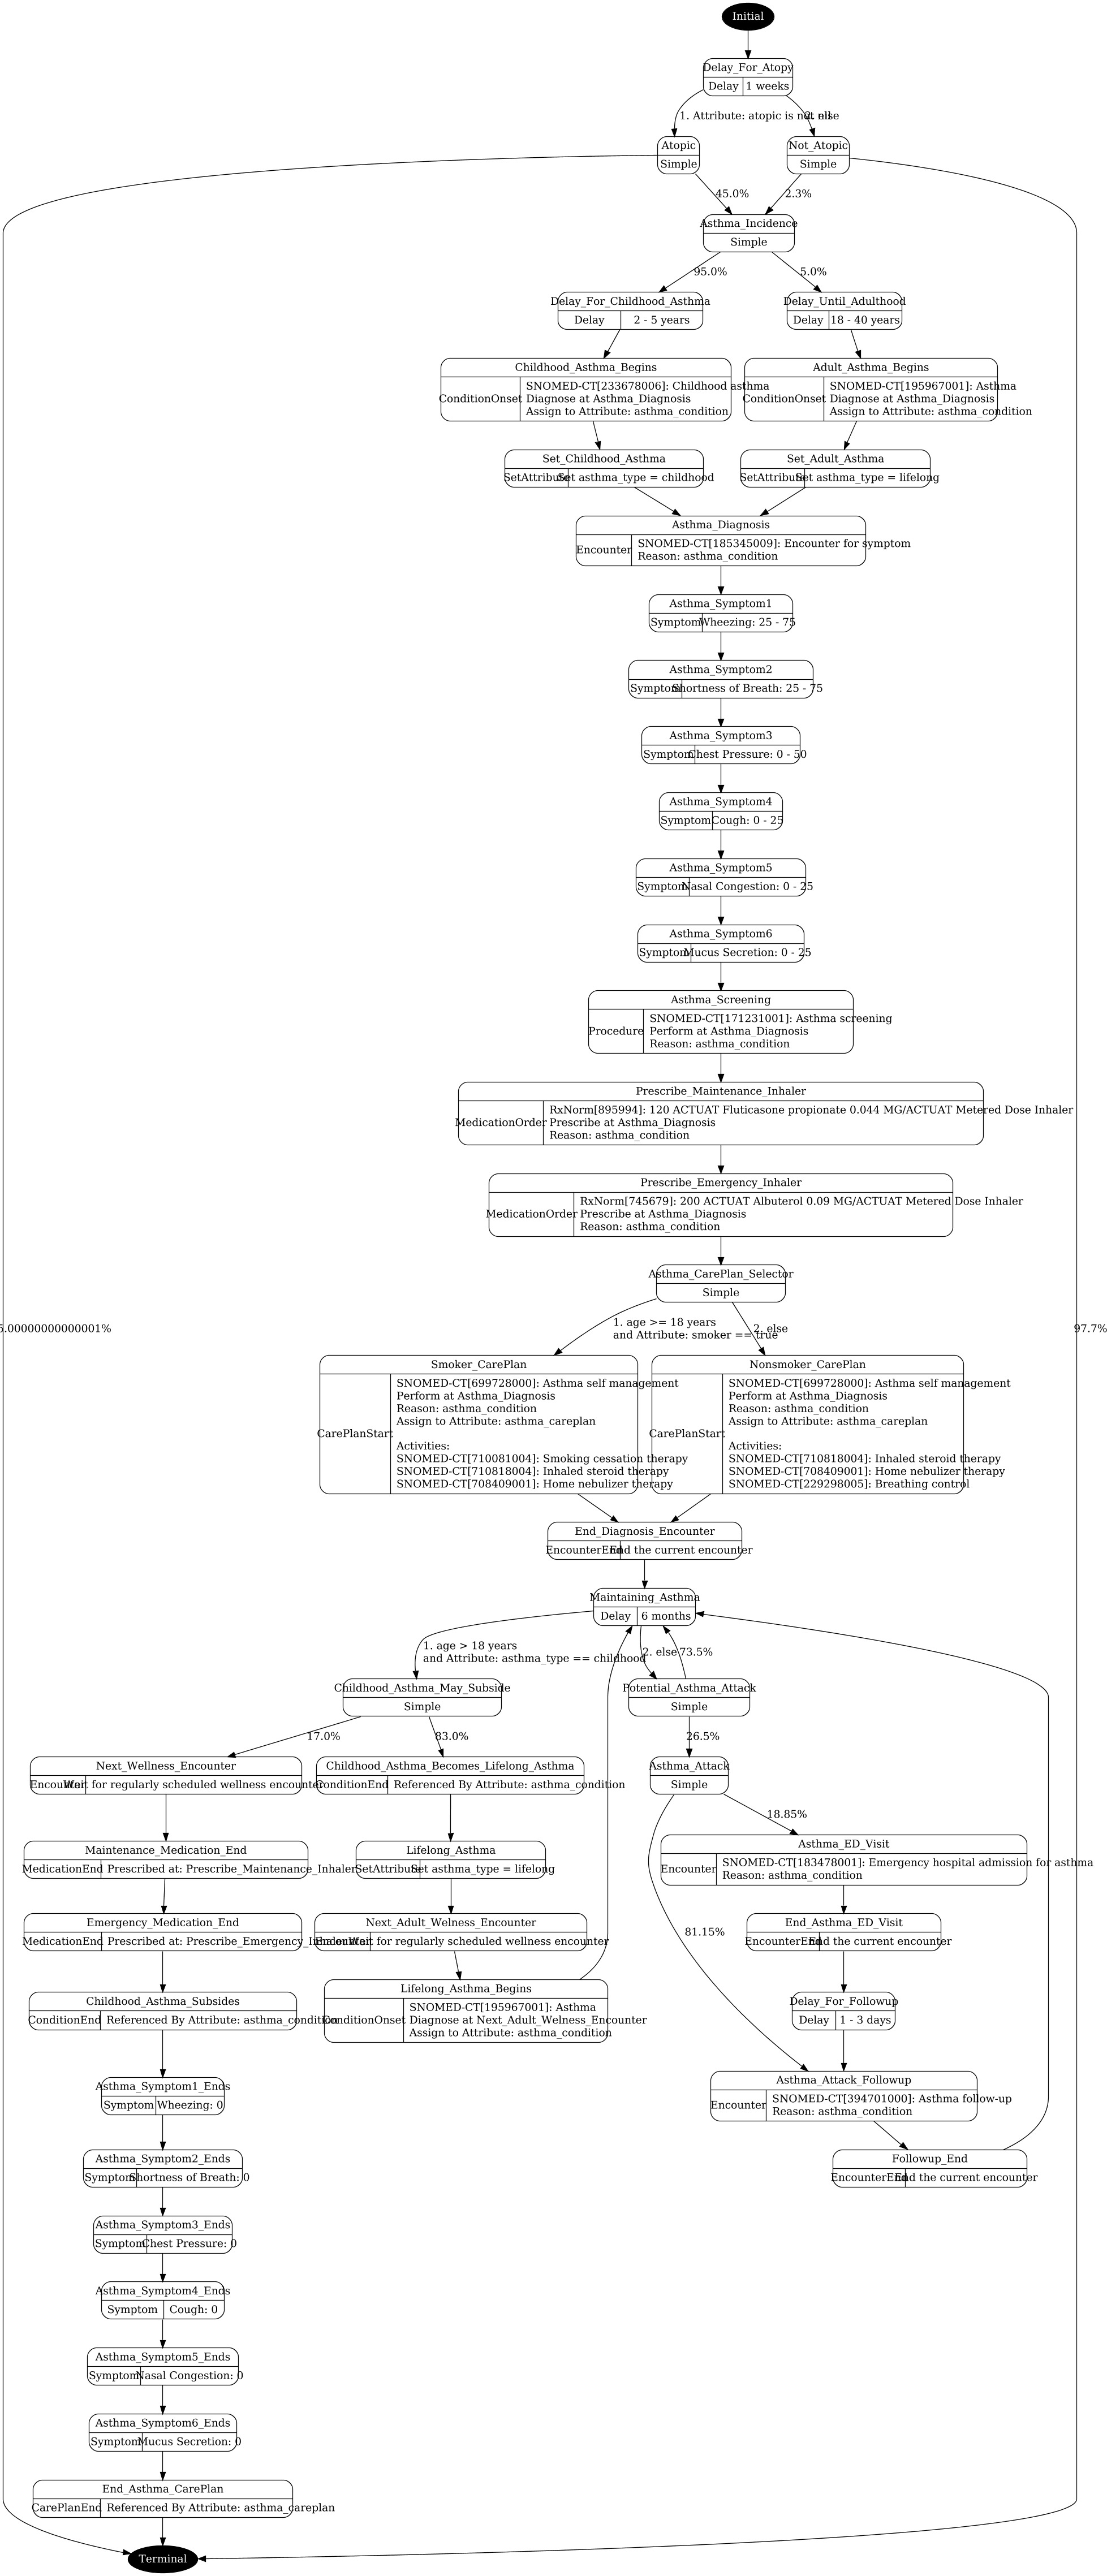 Initial
Delay_For_Atopy
Delay 1 weeks
1. Attribute: atopic is not nil
2. else
Atopic
Simple
Not_Atopic
Simple
45.0%
2.3%
Asthma_Incidence
Simple
95.0%
5.0%
Delay_For_Childhood_Asthma
Delay 2 - 5 years
Delay_Until_Adulthood
Delay 18 - 40 years
Childhood_Asthma_Begins
ConditionOnset
SNOMED-CT[233678006]: Childhood asthma
Diagnose at Asthma_Diagnosis
Assign to Attribute: asthma_condition
Adult_Asthma_Begins
ConditionOnset
SNOMED-CT[195967001]: Asthma
Diagnose at Asthma_Diagnosis
Assign to Attribute: asthma_condition
Set_Childhood_Asthma
SetAttribute Set asthma_type = childhood
Set_Adult_Asthma
SetAttribute Set asthma_type = lifelong
Asthma_Diagnosis
Encounter
SNOMED-CT[185345009]: Encounter for symptom
Reason: asthma_condition
Asthma_Symptom1
Symptom Wheezing: 25 - 75
Asthma_Symptom2
Symptom Shortness of Breath: 25 - 75
Asthma_Symptom3
Symptom Chest Pressure: 0 - 50
Asthma_Symptom4
Symptom Cough: 0 - 25
Asthma_Symptom5
Symptom Nasal Congestion: 0 - 25
Asthma_Symptom6
Symptom Mucus Secretion: 0 - 25
Asthma_Screening
Procedure
SNOMED-CT[171231001]: Asthma screening
Perform at Asthma_Diagnosis
Reason: asthma_condition
Prescribe_Maintenance_Inhaler
MedicationOrder
RxNorm[895994]: 120 ACTUAT Fluticasone propionate 0.044 MG/ACTUAT Metered Dose Inhaler
Prescribe at Asthma_Diagnosis
Reason: asthma_condition
Prescribe_Emergency_Inhaler
MedicationOrder
RxNorm[745679]: 200 ACTUAT Albuterol 0.09 MG/ACTUAT Metered Dose Inhaler
Prescribe at Asthma_Diagnosis
Reason: asthma_condition
Asthma_CarePlan_Selector
Simple
5.00000000000001%
97.7%
1. age >= 18 years
and Attribute: smoker == true
2. else
Smoker_CarePlan
CarePlanStart
SNOMED-CT[699728000]: Asthma self management
Perform at Asthma_Diagnosis
Reason: asthma_condition
Assign to Attribute: asthma_careplan
Activities:
SNOMED-CT[710081004]: Smoking cessation therapy
SNOMED-CT[710818004]: Inhaled steroid therapy
SNOMED-CT[708409001]: Home nebulizer therapy
Nonsmoker_CarePlan
CarePlanStart
SNOMED-CT[699728000]: Asthma self management
Perform at Asthma_Diagnosis
Reason: asthma_condition
Assign to Attribute: asthma_careplan
Activities:
SNOMED-CT[710818004]: Inhaled steroid therapy
SNOMED-CT[708409001]: Home nebulizer therapy
SNOMED-CT[229298005]: Breathing control
End_Diagnosis_Encounter
EncounterEnd End the current encounter
Maintaining_Asthma
Delay 6 months
1. age > 18 years
and Attribute: asthma_type == childhood
2. else
73.5%
Childhood_Asthma_May_Subside
Simple
Potential_Asthma_Attack
Simple
17.0%
83.0%
26.5%
Next_Wellness_Encounter
Encounter Wait for regularly scheduled wellness encounter
Childhood_Asthma_Becomes_Lifelong_Asthma
ConditionEnd Referenced By Attribute: asthma_condition
Asthma_Attack
Simple
18.85%
81.15%
Maintenance_Medication_End
MedicationEnd Prescribed at: Prescribe_Maintenance_Inhaler
Lifelong_Asthma
SetAttribute Set asthma_type = lifelong
Asthma_ED_Visit
Encounter
SNOMED-CT[183478001]: Emergency hospital admission for asthma
Reason: asthma_condition
Emergency_Medication_End
MedicationEnd Prescribed at: Prescribe_Emergency_Inhaler
Next_Adult_Welness_Encounter
Encounter Wait for regularly scheduled wellness encounter
End_Asthma_ED_Visit
EncounterEnd End the current encounter
Childhood_Asthma_Subsides
ConditionEnd Referenced By Attribute: asthma_condition
Lifelong_Asthma_Begins
ConditionOnset
SNOMED-CT[195967001]: Asthma
Diagnose at Next_Adult_Welness_Encounter
Assign to Attribute: asthma_condition
Delay_For_Followup
Delay 1 - 3 days
Asthma_Attack_Followup
Encounter
SNOMED-CT[394701000]: Asthma follow-up
Reason: asthma_condition
Followup_End
EncounterEnd End the current encounter
Asthma_Symptom1_Ends
Symptom Wheezing: 0
Asthma_Symptom2_Ends
Symptom Shortness of Breath: 0
Asthma_Symptom3_Ends
Symptom Chest Pressure: 0
Asthma_Symptom4_Ends
Symptom Cough: 0
Asthma_Symptom5_Ends
Symptom Nasal Congestion: 0
Asthma_Symptom6_Ends
Symptom Mucus Secretion: 0
End_Asthma_CarePlan
CarePlanEnd Referenced By Attribute: asthma_careplan
Terminal